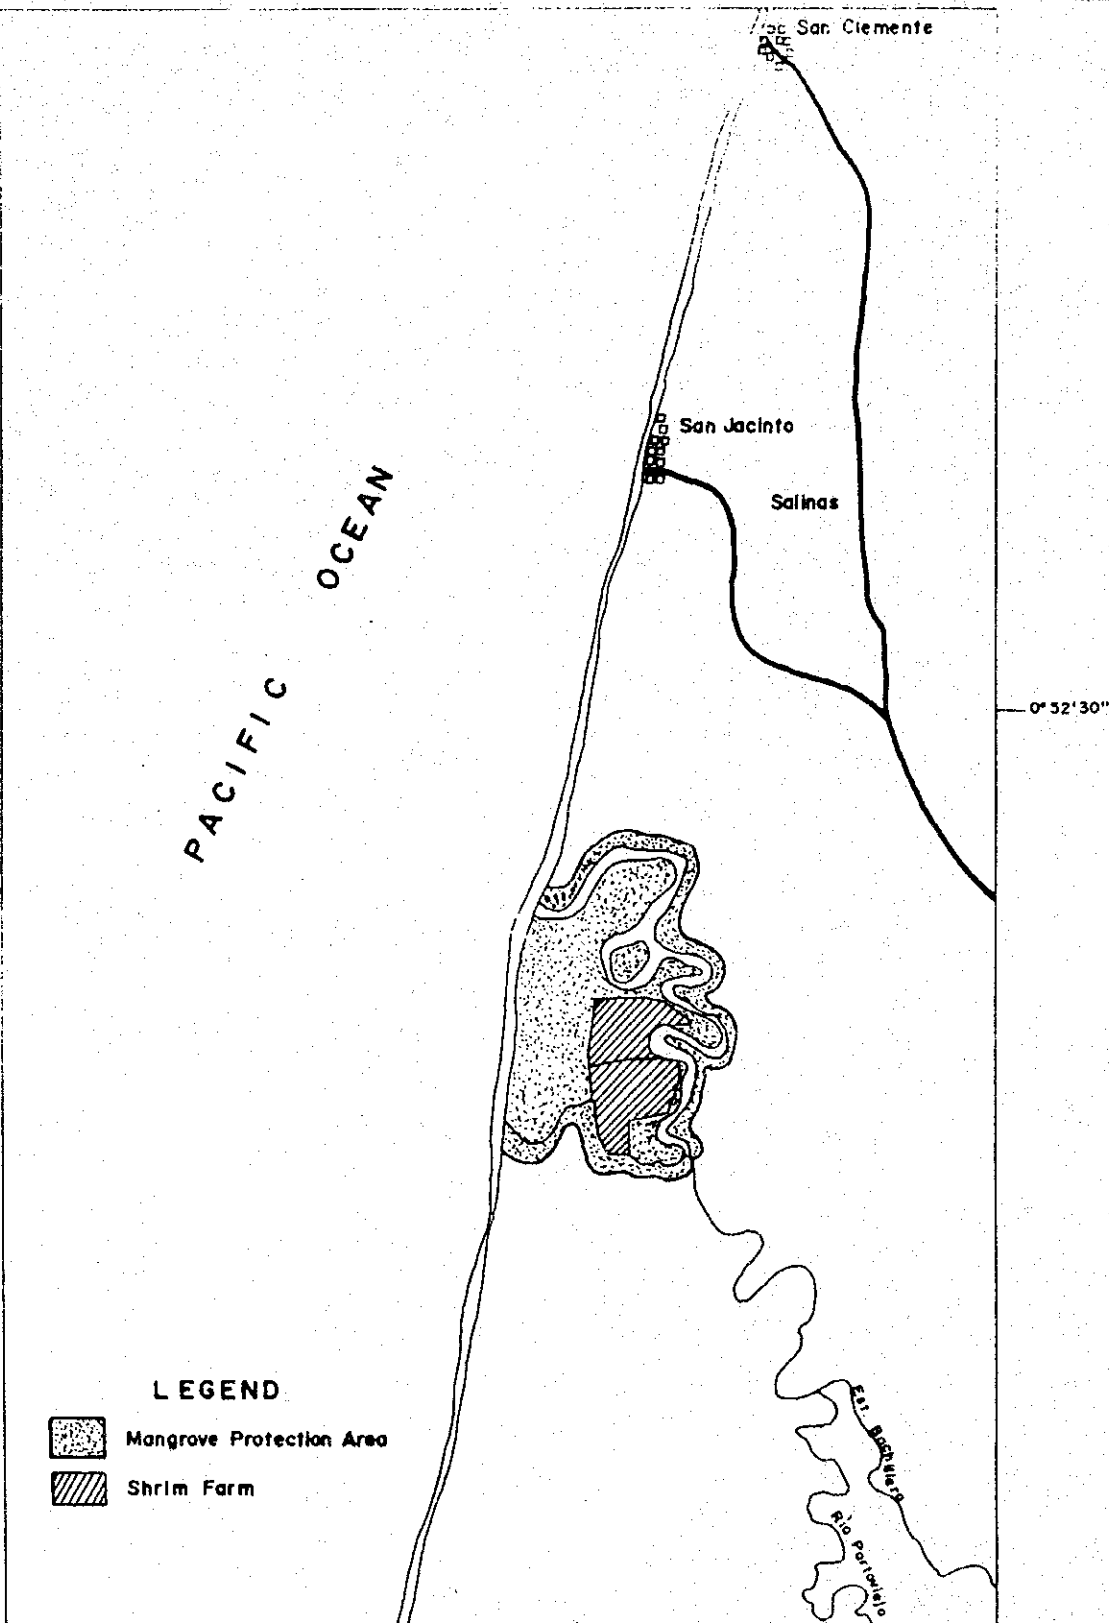 San Clemente
San Jacinto
Salinas
PACIFIC OCEAN
0° 52' 30"
LEGEND
Mangrove Protection Area
Shrim Farm
Est. Bachillero
Río Portoviejo